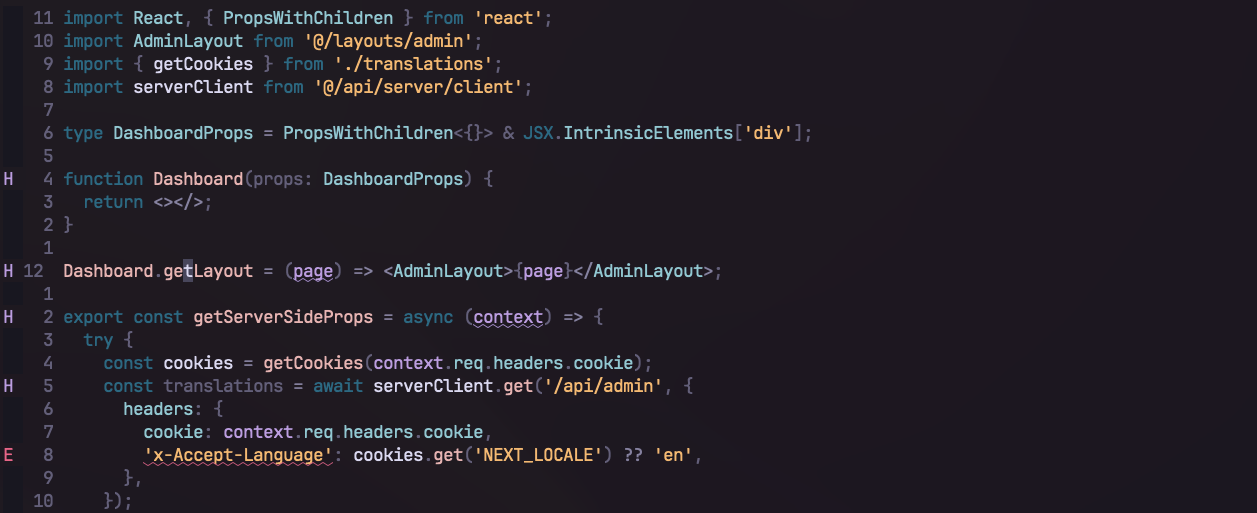 11 import React, { PropsWithChildren } from 'react';
10 import AdminLayout from '@/layouts/admin';
9 import { getCookies } from './translations';
8 import serverClient from '@/api/server/client';
7
6 type DashboardProps = PropsWithChildren<{}> & JSX.IntrinsicElements['div'];
5
H 4 function Dashboard(props: DashboardProps) {
3   return <></>;
2 }
1
H 12 Dashboard.getLayout = (page) => <AdminLayout>{page}</AdminLayout>;
1
H 2 export const getServerSideProps = async (context) => {
3   try {
4     const cookies = getCookies(context.req.headers.cookie);
H 5     const translations = await serverClient.get('/api/admin', {
6       headers: {
7         cookie: context.req.headers.cookie,
E 8         'x-Accept-Language': cookies.get('NEXT_LOCALE') ?? 'en',
9       },
10     });